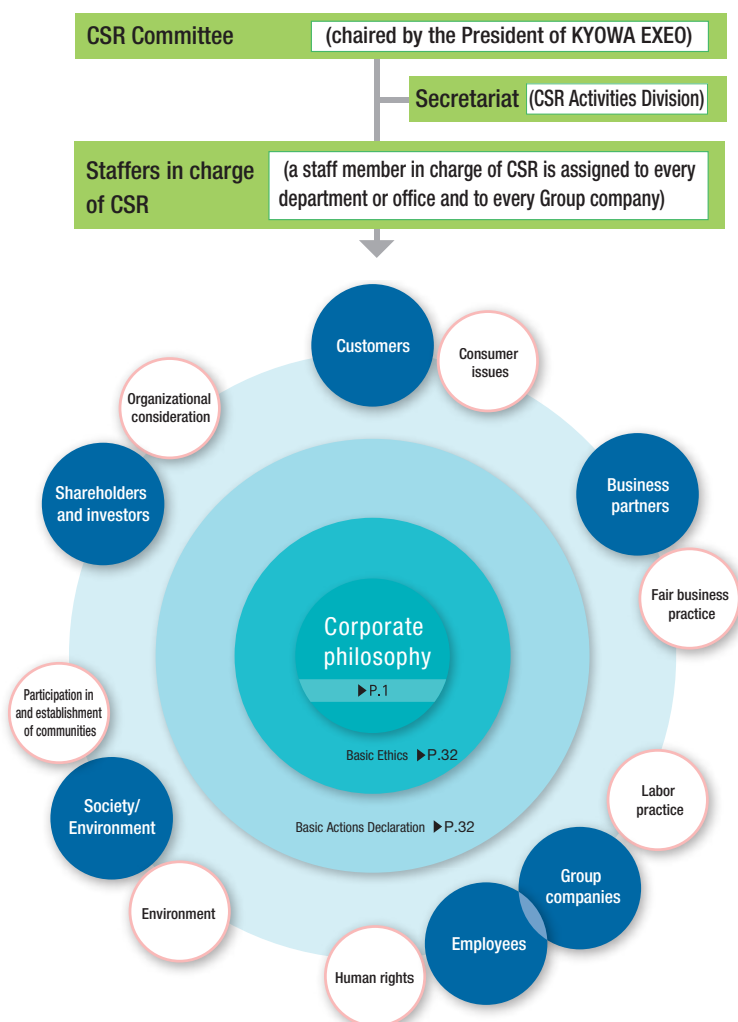 CSR Committee (chaired by the President of KYOWA EXEO)
Secretariat (CSR Activities Division)
Staffers in charge
of CSR
(a staff member in charge of CSR is assigned to every
department or office and to every Group company)
Customers
Consumer
issues
Organizational
consideration
Shareholders
and investors
Business
partners
Fair business
practice
Corporate
philosophy
▶P.1
Basic Ethics ▶P.32
Basic Actions Declaration ▶P.32
Participation in
and establishment
of communities
Society/
Environment
Environment
Labor
practice
Group
companies
Employees
Human rights